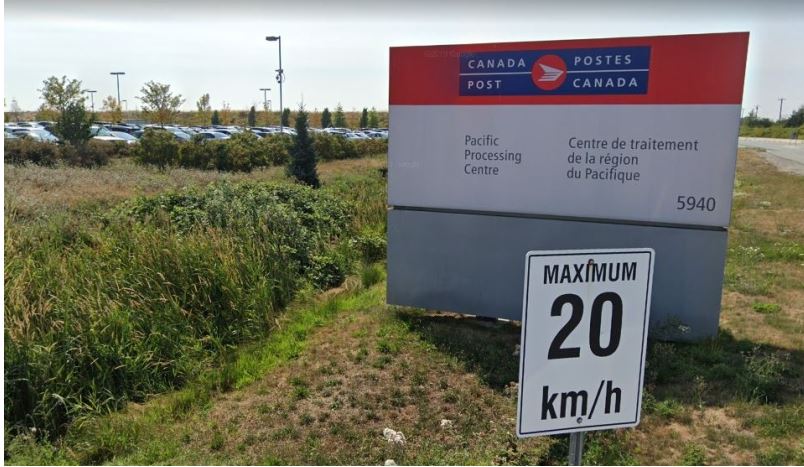 CANADA POSTES
POST CANADA
Pacific
Processing
Centre
Centre de traitement
de la région
du Pacifique
5940
MAXIMUM
20
km/h